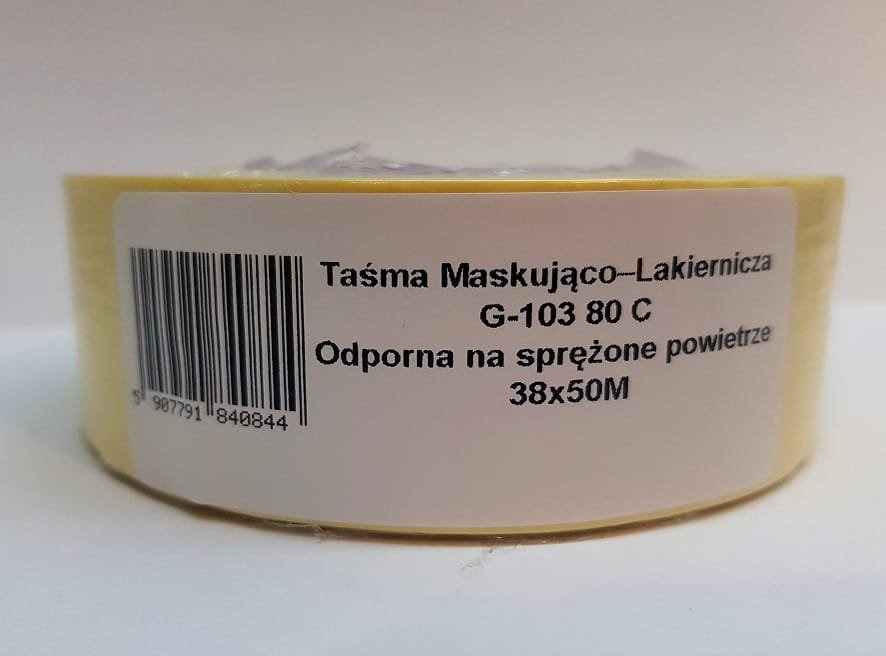 Taśma Maskująco–Lakiernicza
G-103 80 C
Odporna na sprężone powietrze
38x50M
5 907791 840844